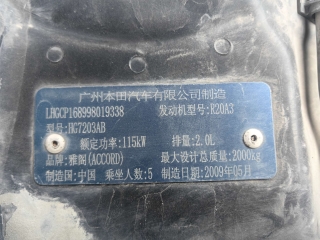 广州本田汽车有限公司制造
LHGCP168998019338 发动机型号:R20A3
型号:HG7203AB
额定功率:115kW 排量:2.0L
品牌:雅阁(ACCORD) 最大设计总质量:2000kg
制造国:中国 乘坐人数:5 制造日期:2009年05月